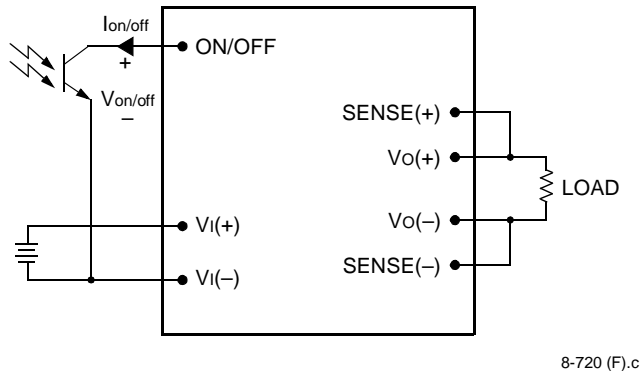 Ion/off
ON/OFF
+
Von/off
–
SENSE(+)
VO(+)
LOAD
VI(+)
VO(–)
VI(–)
SENSE(–)
8-720 (F).c